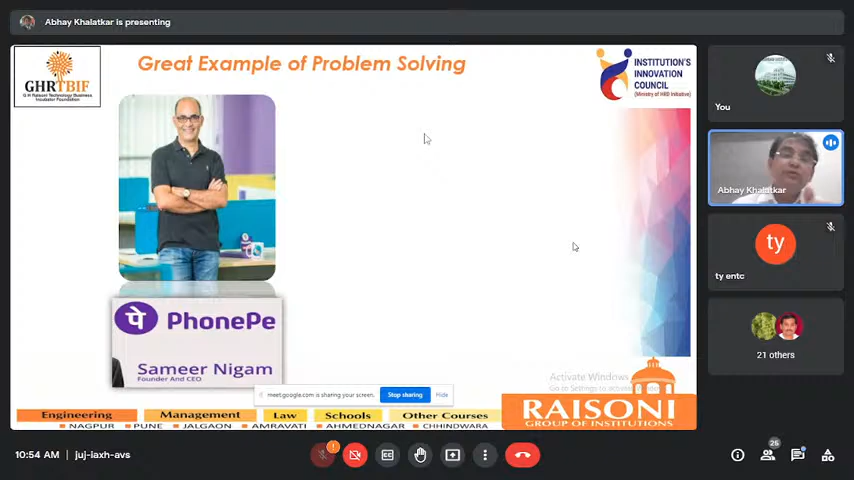 Abhay Khalatkar is presenting
Great Example of Problem Solving
GHRTBIF
G H Raisoni Technology Business
Incubator Foundation
INSTITUTION'S
INNOVATION
COUNCIL
(Ministry of HRD Initiative)
You
Abhay Khalatkar
ty
ty entc
21 others
पे PhonePe
Sameer Nigam
Founder And CEO
meet.google.com is sharing your screen.
Stop sharing
Hide
Activate Windows
Go to Settings to activate
Engineering Management Law Schools Other Courses
NAGPUR PUNE JALGAON AMRAVATI AHMEDNAGAR CHHINDWARA
RAISONI
GROUP OF INSTITUTIONS
10:54 AM | juj-iaxh-avs
25